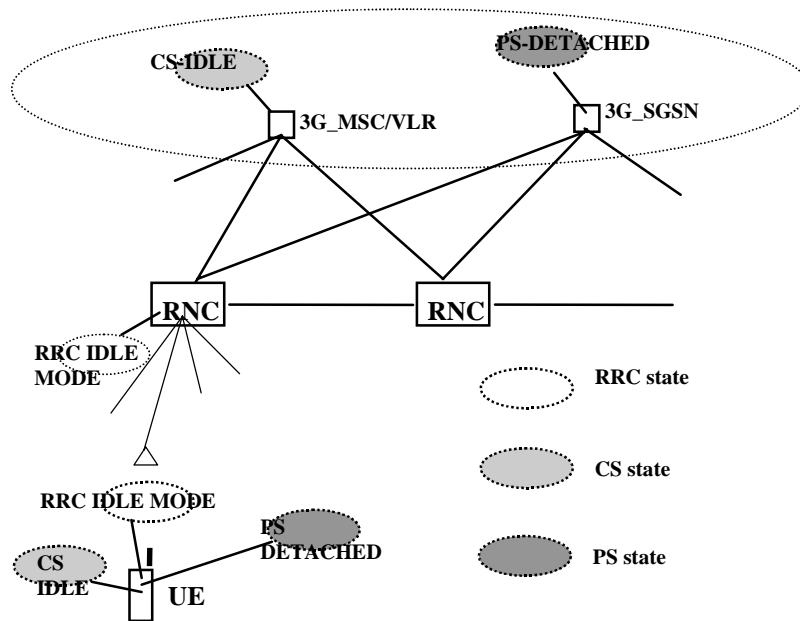 CS-IDLE
PS-DETACHED
3G_MSC/VLR
3G_SGSN
RNC
RNC
RRC IDLE
MODE
RRC state
CS state
RRC IDLE MODE
PS
DETACHED
CS
IDLE
UE
PS state